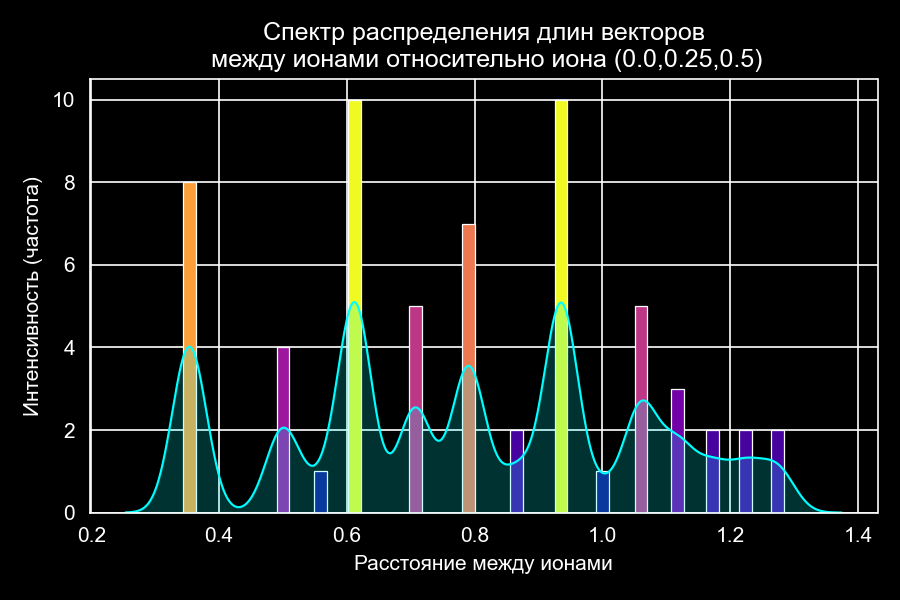 Спектр распределения длин векторов
между ионами относительно иона (0.0,0.25,0.5)
Интенсивность (частота)
10
8
6
4
2
0
0.2 0.4 0.6 0.8 1.0 1.2 1.4
Расстояние между ионами